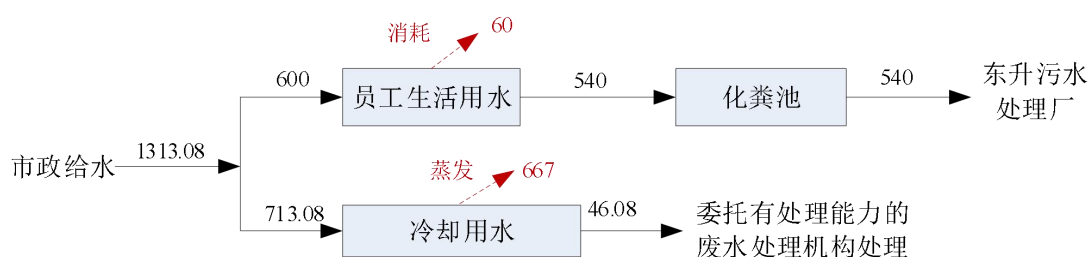 消耗
60
600
员工生活用水
540
化粪池
540
东升污水
处理厂
市政给水
1313.08
蒸发
667
713.08
冷却用水
46.08
委托有处理能力的
废水处理机构处理